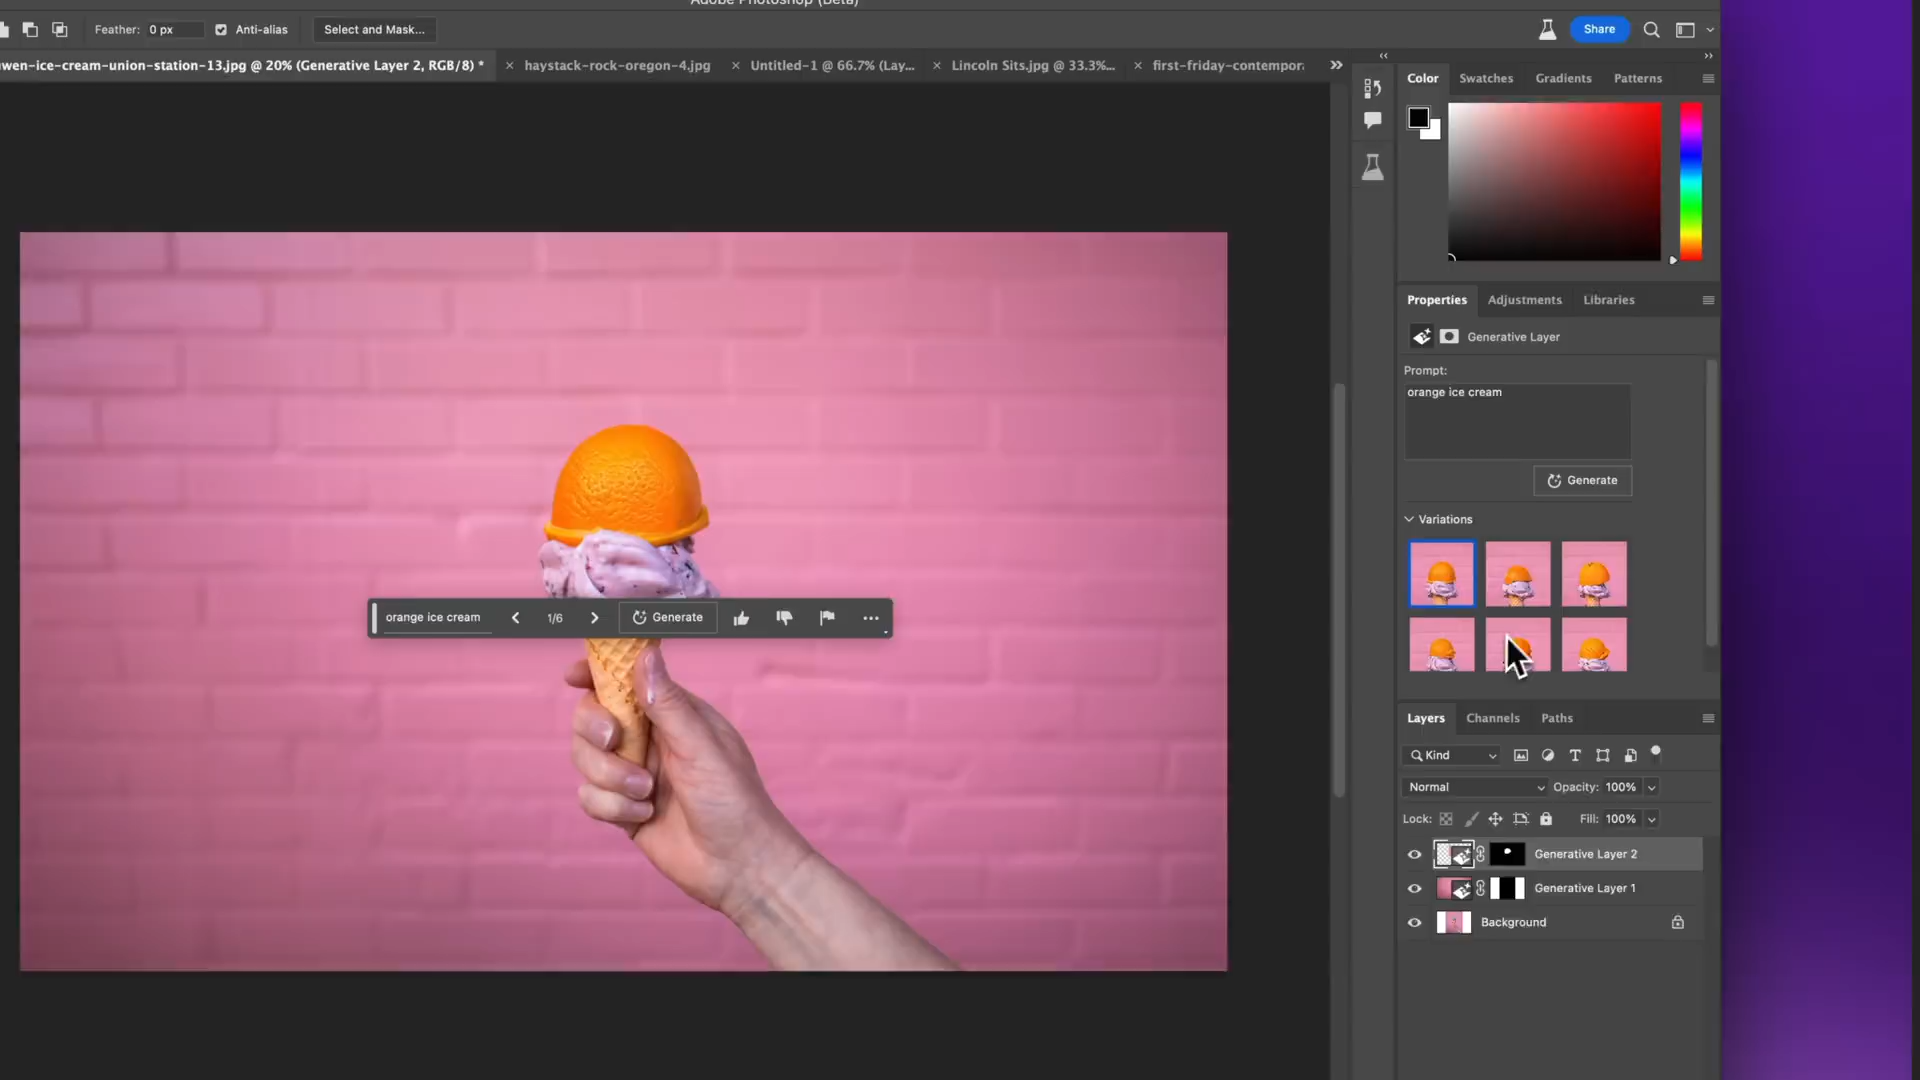 Adobe Photoshop (Beta)
Feather: 0 px Anti-alias Select and Mask... Share
wen-ice-cream-union-station-13.jpg @ 20% (Generative Layer 2, RGB/8) * haystack-rock-oregon-4.jpg Untitled-1 @ 66.7% (Lay... Lincoln Sits.jpg @ 33.3%... first-friday-contempor
Color Swatches Gradients Patterns
Properties Adjustments Libraries
Generative Layer
Prompt:
orange ice cream
Generate
Variations
orange ice cream 1/6 Generate ...
Layers Channels Paths
Kind
Normal Opacity: 100%
Lock: Fill: 100%
Generative Layer 2
Generative Layer 1
Background